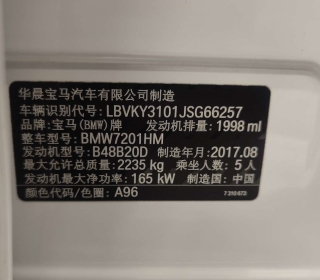 华晨宝马汽车有限公司制造
车辆识别代号: LBVKY3101JSG66257
品牌: 宝马(BMW)牌 发动机排量: 1998 ml
整车型号: BMW7201HM
发动机型号: B48B20D 制造年月: 2017.08
最大允许总质量: 2235 kg 乘坐人数: 5人
发动机最大净功率: 165 kW 制造国: 中国
颜色代码/色圈: A96
7310673